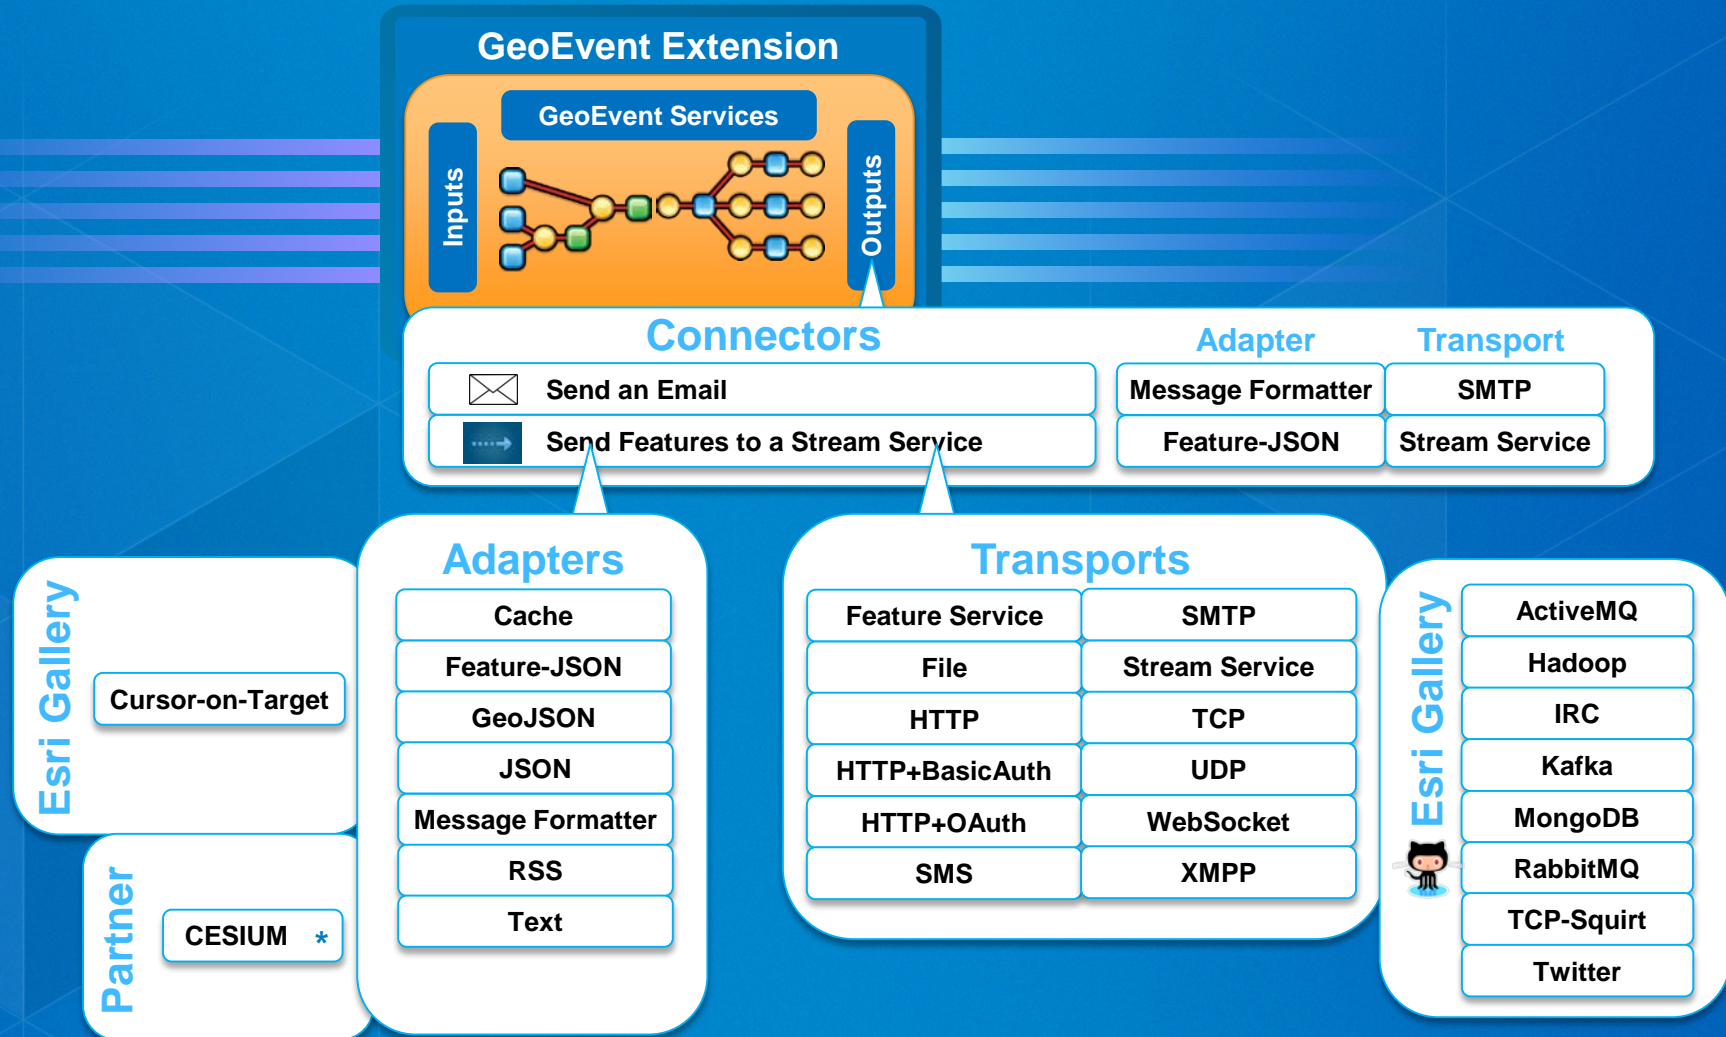 GeoEvent Extension
GeoEvent Services
Inputs
Outputs
Connectors
Adapter
Transport
Send an Email
Message Formatter
SMTP
Send Features to a Stream Service
Feature-JSON
Stream Service
Esri Gallery
Cursor-on-Target
Partner
CESIUM *
Adapters
Cache
Feature-JSON
GeoJSON
JSON
Message Formatter
RSS
Text
Transports
Feature Service
SMTP
File
Stream Service
HTTP
TCP
HTTP+BasicAuth
UDP
HTTP+OAuth
WebSocket
SMS
XMPP
Esri Gallery
ActiveMQ
Hadoop
IRC
Kafka
MongoDB
RabbitMQ
TCP-Squirt
Twitter